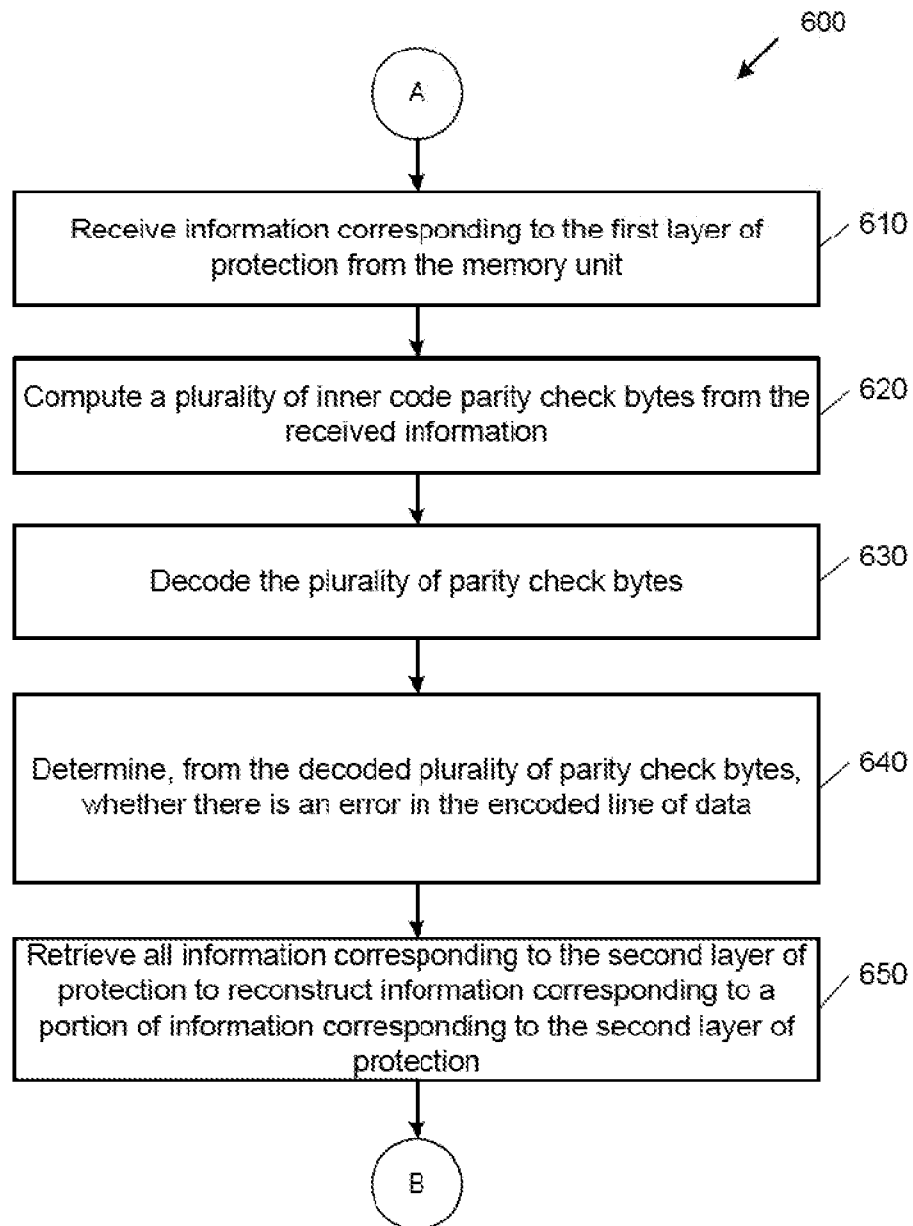 600
A
Receive information corresponding to the first layer of
protection from the memory unit
610
Compute a plurality of inner code parity check bytes from the
received information
620
Decode the plurality of parity check bytes
630
Determine, from the decoded plurality of parity check bytes,
whether there is an error in the encoded line of data
640
Retrieve all information corresponding to the second layer of
protection to reconstruct information corresponding to a
portion of information corresponding to the second layer of
protection
650
B